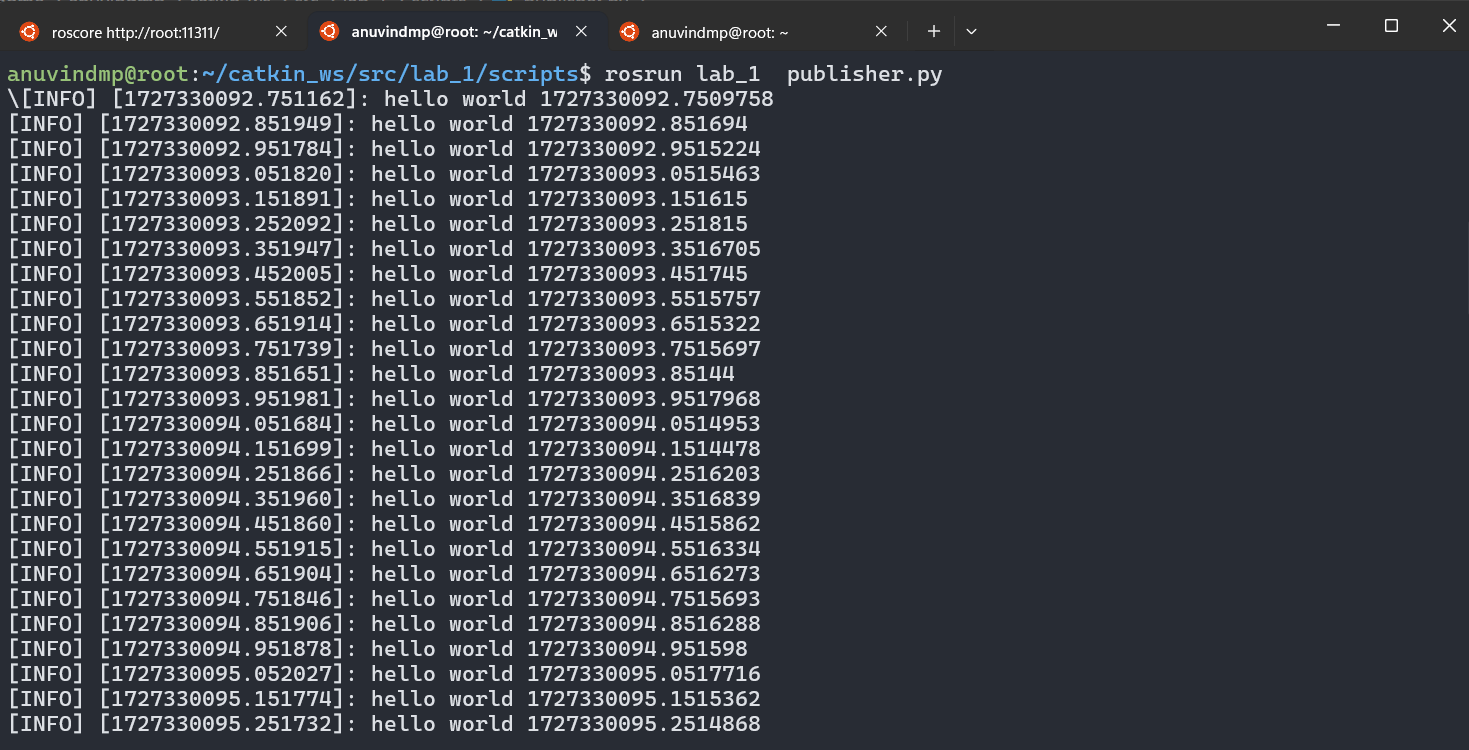 roscore http://root:11311/
anuvindmp@root: ~/catkin_w
anuvindmp@root: ~
anuvindmp@root:~/catkin_ws/src/lab_1/scripts$ rosrun lab_1  publisher.py
\[INFO] [1727330092.751162]: hello world 1727330092.7509758
[INFO] [1727330092.851949]: hello world 1727330092.851694
[INFO] [1727330092.951784]: hello world 1727330092.9515224
[INFO] [1727330093.051820]: hello world 1727330093.0515463
[INFO] [1727330093.151891]: hello world 1727330093.151615
[INFO] [1727330093.252092]: hello world 1727330093.251815
[INFO] [1727330093.351947]: hello world 1727330093.3516705
[INFO] [1727330093.452005]: hello world 1727330093.451745
[INFO] [1727330093.551852]: hello world 1727330093.5515757
[INFO] [1727330093.651914]: hello world 1727330093.6515322
[INFO] [1727330093.751739]: hello world 1727330093.7515697
[INFO] [1727330093.851651]: hello world 1727330093.85144
[INFO] [1727330093.951981]: hello world 1727330093.9517968
[INFO] [1727330094.051684]: hello world 1727330094.0514953
[INFO] [1727330094.151699]: hello world 1727330094.1514478
[INFO] [1727330094.251866]: hello world 1727330094.2516203
[INFO] [1727330094.351960]: hello world 1727330094.3516839
[INFO] [1727330094.451860]: hello world 1727330094.4515862
[INFO] [1727330094.551915]: hello world 1727330094.5516334
[INFO] [1727330094.651904]: hello world 1727330094.6516273
[INFO] [1727330094.751846]: hello world 1727330094.7515693
[INFO] [1727330094.851906]: hello world 1727330094.8516288
[INFO] [1727330094.951878]: hello world 1727330094.951598
[INFO] [1727330095.052027]: hello world 1727330095.0517716
[INFO] [1727330095.151774]: hello world 1727330095.1515362
[INFO] [1727330095.251732]: hello world 1727330095.2514868